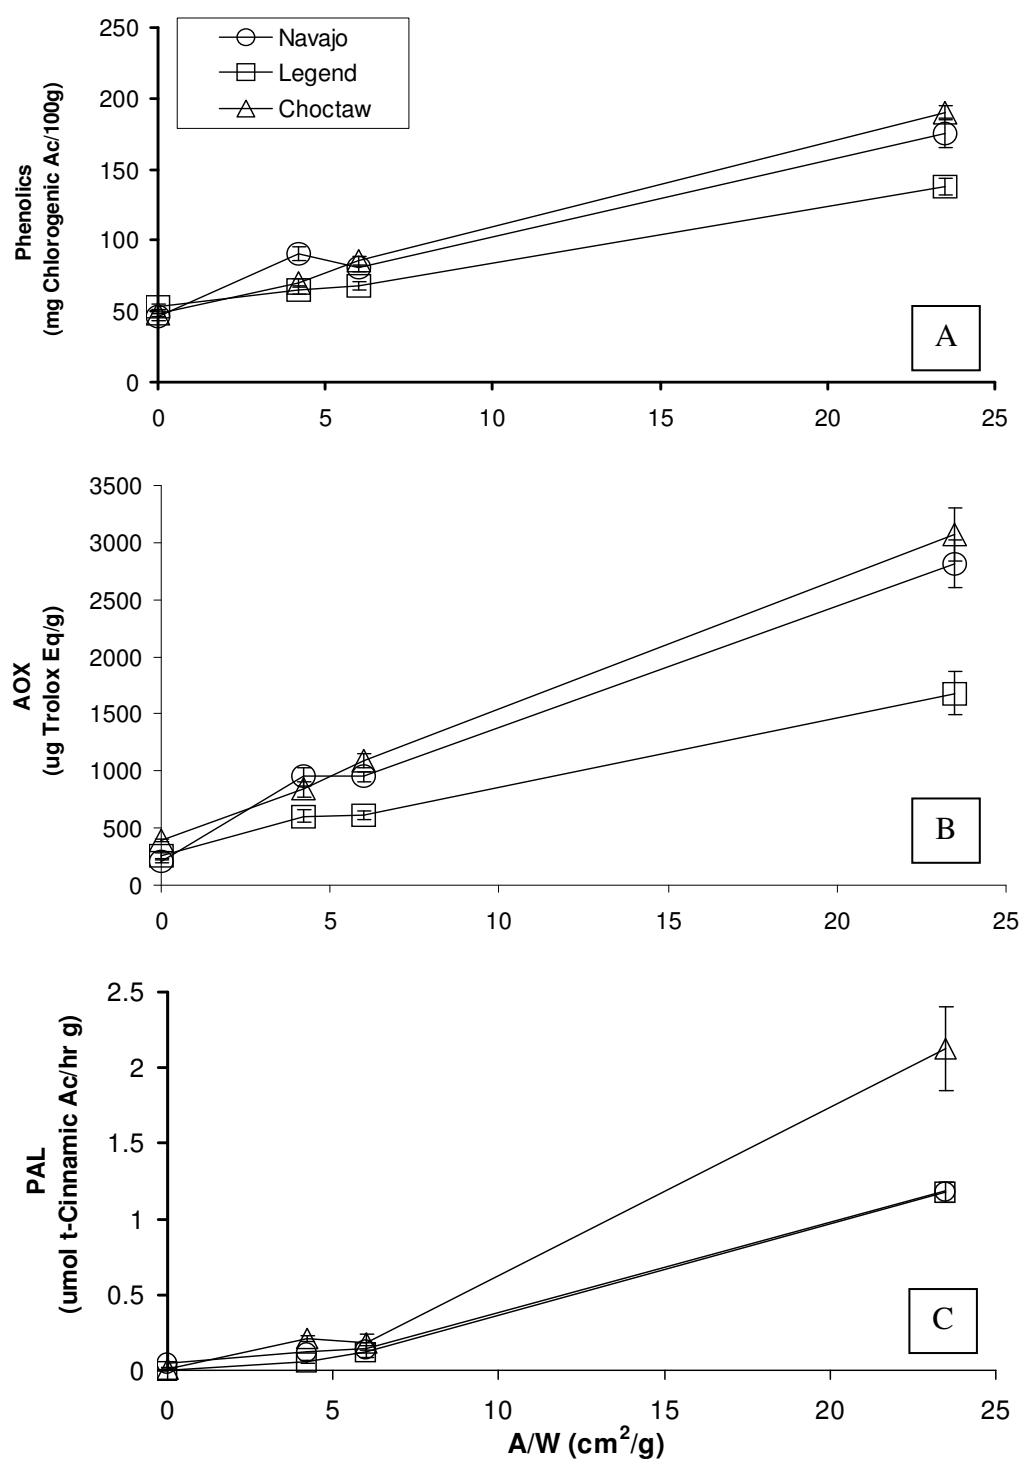 250
Navajo
Legend
200
Choctaw
Phenolics
(mg Chlorogenic Ac/100g)
150
100
50
A
0
0 5 10 15 20 25
3500
3000
2500
AOX
(ug Trolox Eq/g)
2000
1500
1000
500
B
0
0 5 10 15 20 25
2.5
2
PAL
(umol t-Cinnamic Ac/hr g)
1.5
1
0.5
C
0
0 5 10 15 20 25
A/W (cm²/g)